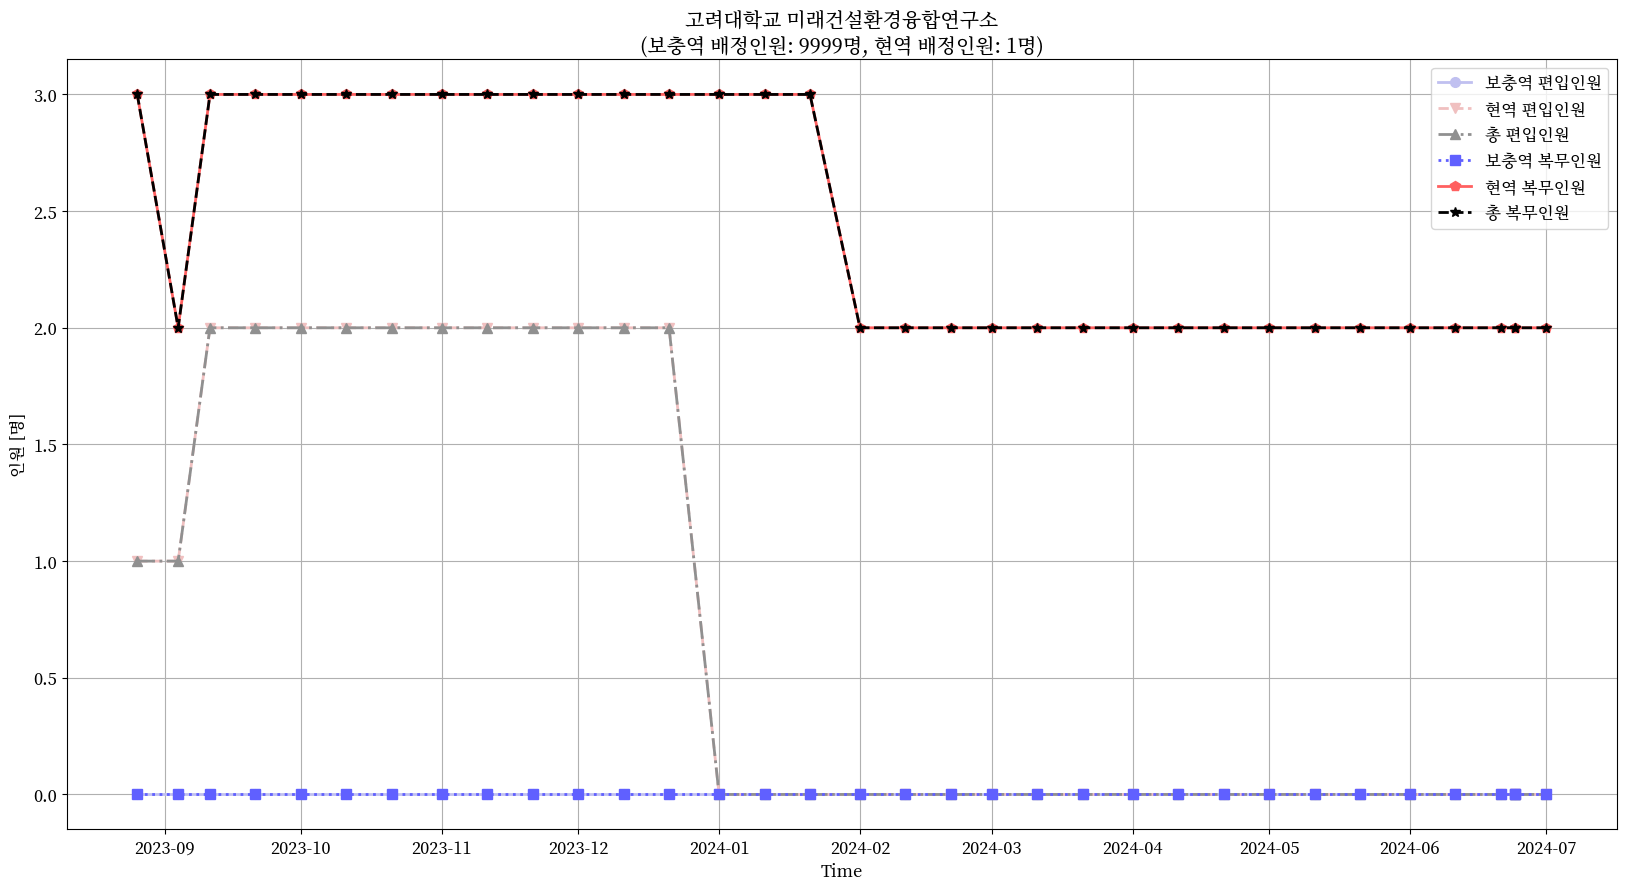 고려대학교 미래건설환경융합연구소
(보충역 배정인원: 9999명, 현역 배정인원: 1명)
보충역 편입인원
현역 편입인원
총 편입인원
보충역 복무인원
현역 복무인원
총 복무인원
3.0
2.5
2.0
1.5
1.0
0.5
0.0
인원 [명]
2023-09 2023-10 2023-11 2023-12 2024-01 2024-02 2024-03 2024-04 2024-05 2024-06 2024-07
Time